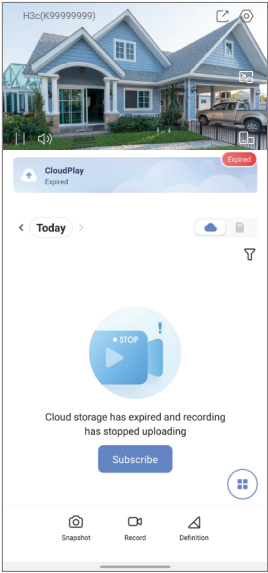 H3c(K99999999)
Expired
CloudPlay
Expired
Today
STOP
Cloud storage has expired and recording
has stopped uploading
Subscribe
Snapshot
Record
Definition